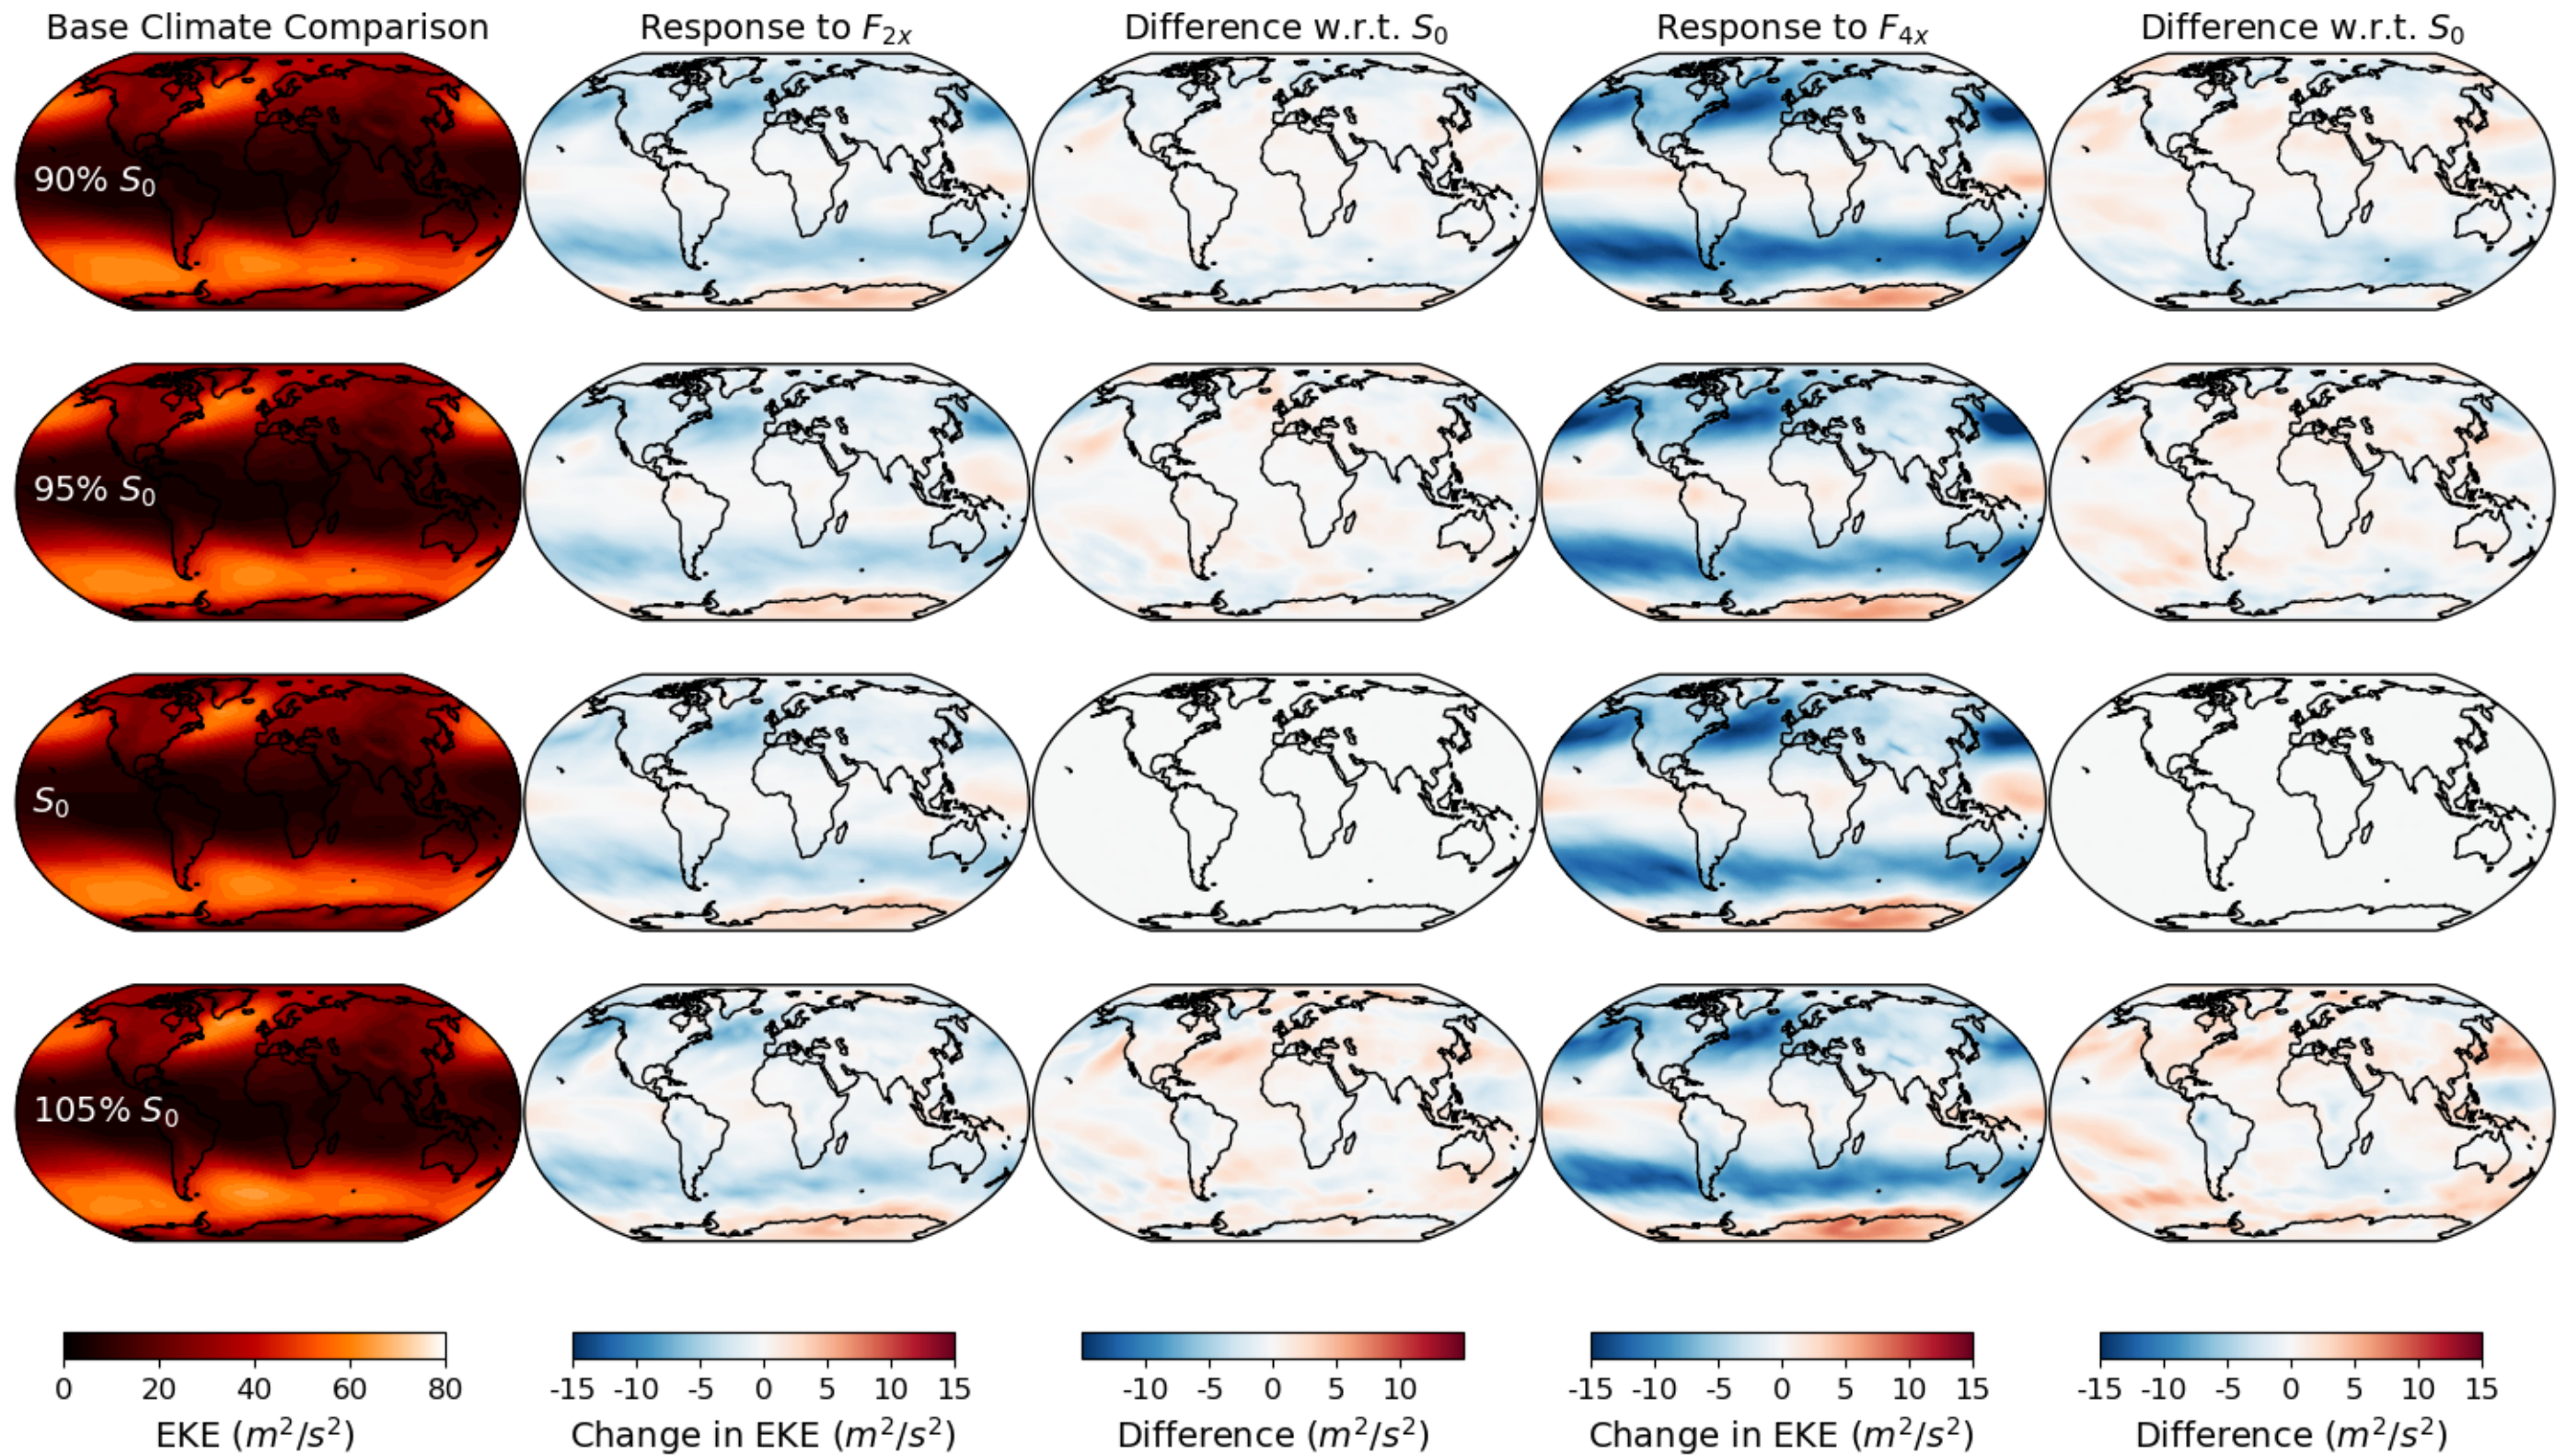 Base Climate Comparison
Response to F2x
Difference w.r.t. S0
Response to F4x
Difference w.r.t. S0
90% S0
95% S0
S0
105% S0
0 20 40 60 80
-15 -10 -5 0 5 10 15
-10 -5 0 5 10
-15 -10 -5 0 5 10 15
-15 -10 -5 0 5 10 15
EKE (m²/s²)
Change in EKE (m²/s²)
Difference (m²/s²)
Change in EKE (m²/s²)
Difference (m²/s²)